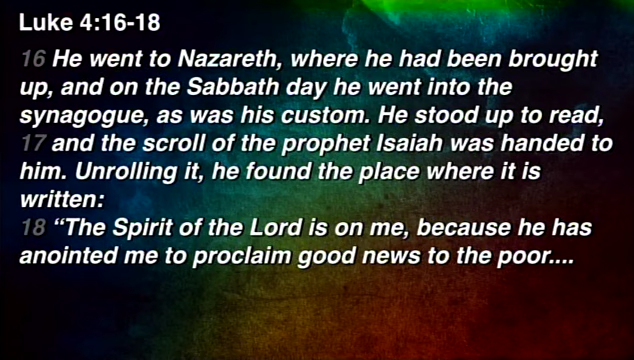 Luke 4:16-18
16 He went to Nazareth, where he had been brought
up, and on the Sabbath day he went into the
synagogue, as was his custom. He stood up to read,
17 and the scroll of the prophet Isaiah was handed to
him. Unrolling it, he found the place where it is
written:
18 “The Spirit of the Lord is on me, because he has
anointed me to proclaim good news to the poor....